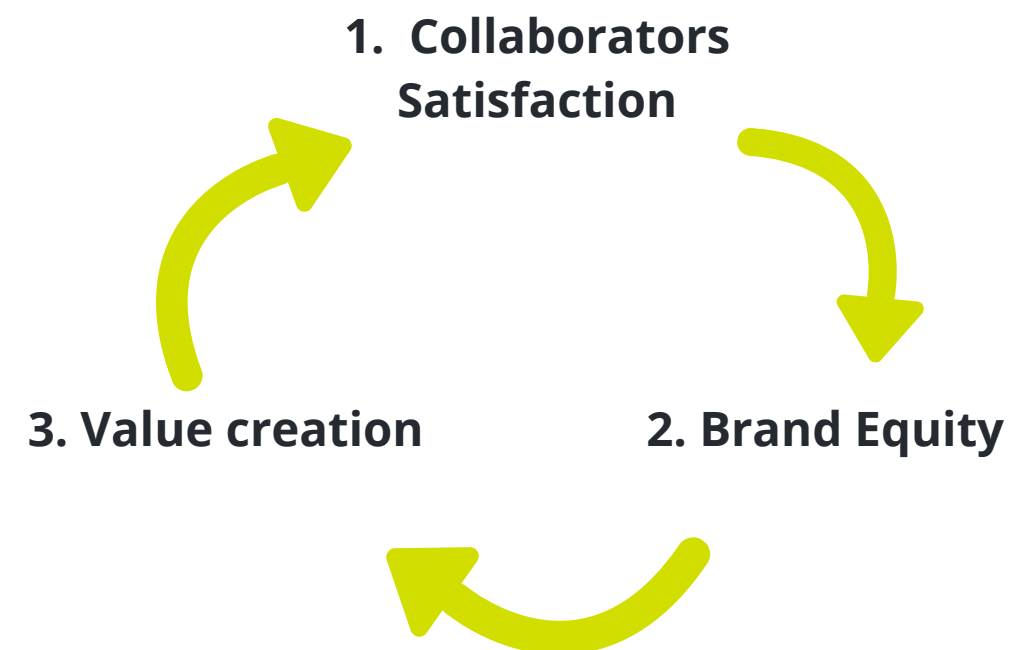 1. Collaborators
Satisfaction
3. Value creation
2. Brand Equity